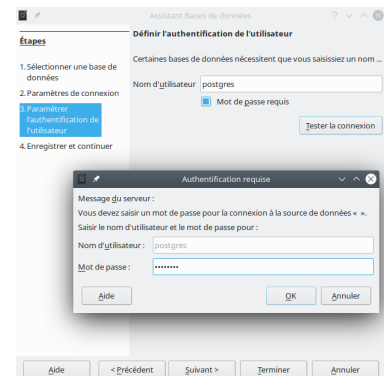 Assistant Bases de données
Étapes
1. Sélectionner une base de
données
2. Paramètres de connexion
3. Paramétrer
l'authentification de
l'utilisateur
4. Enregistrer et continuer
Définir l'authentification de l'utilisateur
Certaines bases de données nécessitent que vous saisissiez un nom ...
Nom d'utilisateur postgres
Mot de passe requis
Tester la connexion
Authentification requise
Message du serveur :
Vous devez saisir un mot de passe pour la connexion à la source de données « ».
Saisir le nom d'utilisateur et le mot de passe pour :
Nom d'utilisateur : postgres
Mot de passe : ••••••••
Aide OK Annuler
Aide < Précédent Suivant > Terminer Annuler